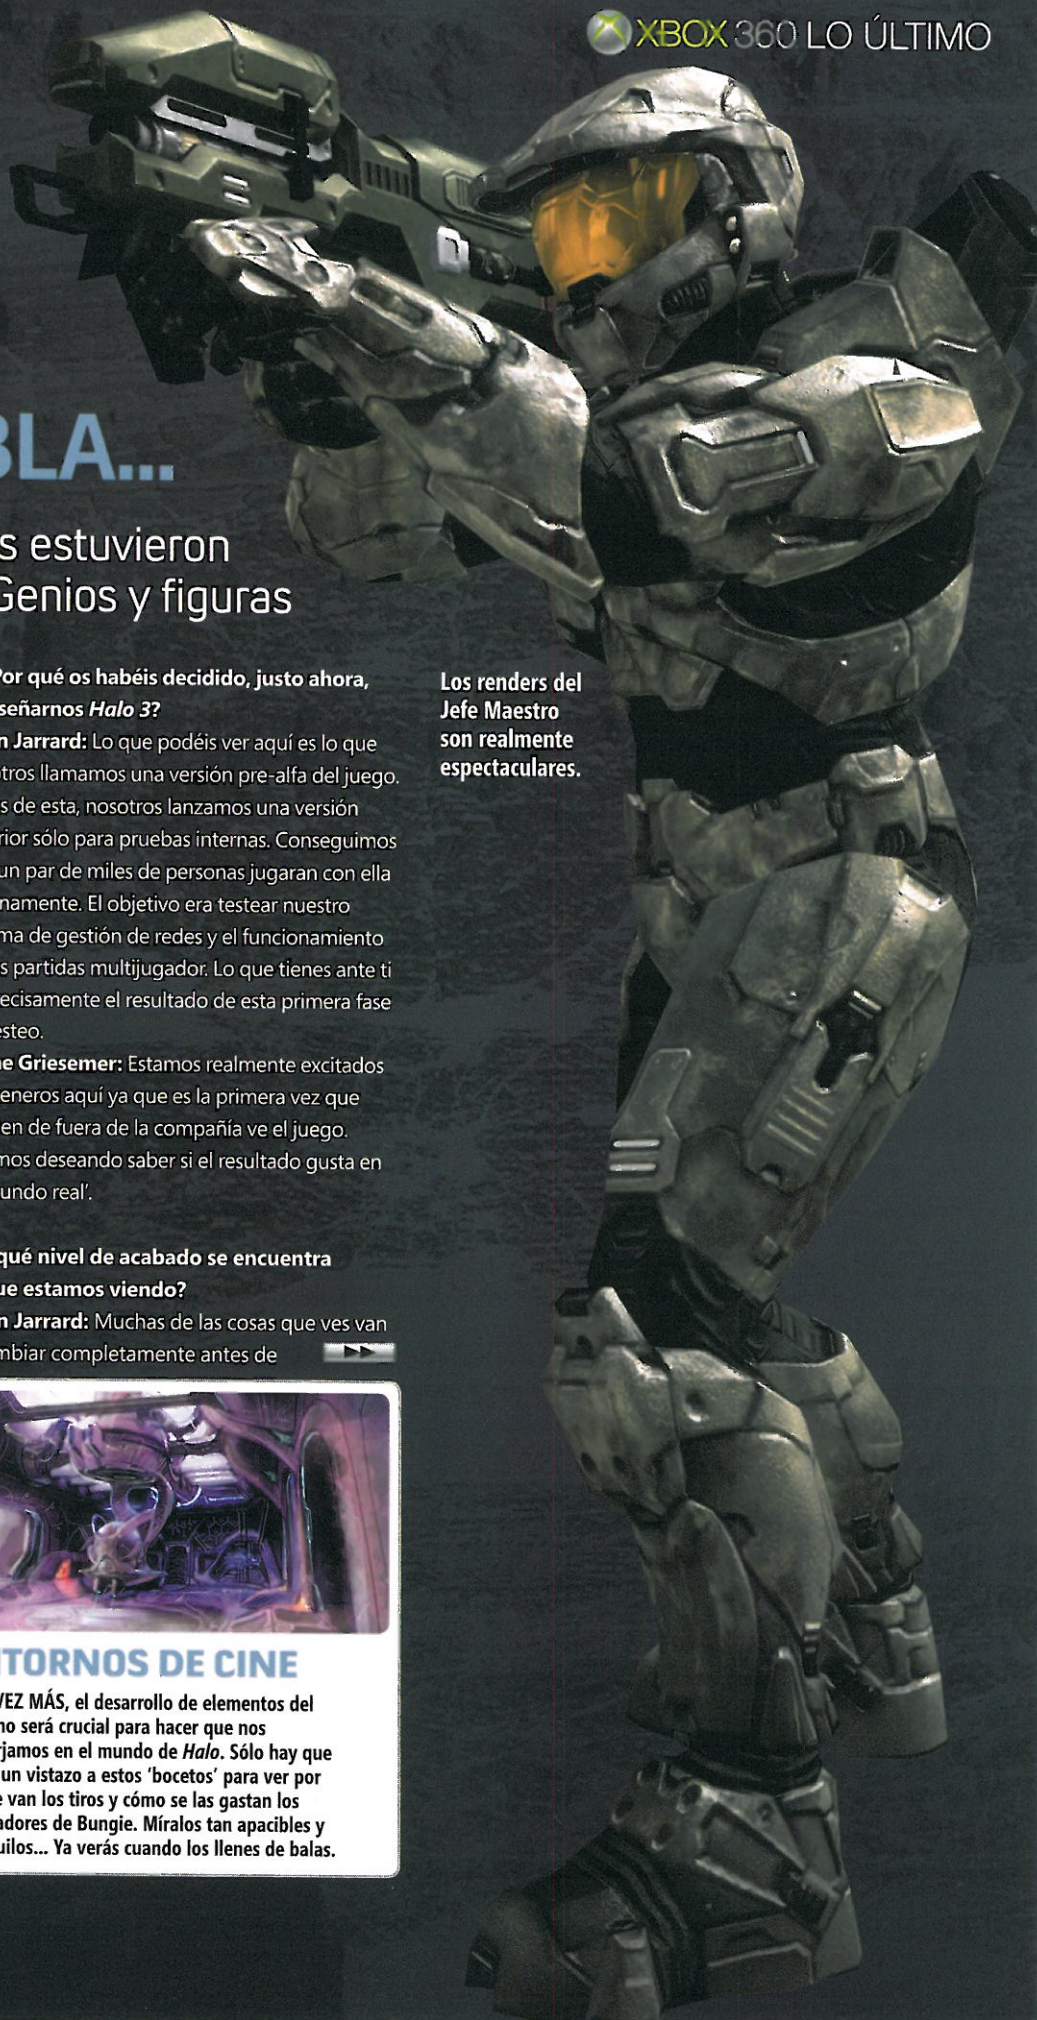 XBOX 360 LO ÚLTIMO
BLA...
s estuvieron
Genios y figuras
Por qué os habéis decidido, justo ahora,
señarnos Halo 3?
n Jarrard: Lo que podéis ver aquí es lo que
otros llamamos una versión pre-alfa del juego.
s de esta, nosotros lanzamos una versión
rior sólo para pruebas internas. Conseguimos
un par de miles de personas jugaran con ella
namente. El objetivo era testear nuestro
ma de gestión de redes y el funcionamiento
s partidas multijugador. Lo que tienes ante ti
ecisamente el resultado de esta primera fase
esteo.
ne Griesemer: Estamos realmente excitados
eneros aquí ya que es la primera vez que
en de fuera de la compañía ve el juego.
mos deseando saber si el resultado gusta en
undo real'.
qué nivel de acabado se encuentra
ue estamos viendo?
n Jarrard: Muchas de las cosas que ves van
mbiar completamente antes de
Los renders del
Jefe Maestro
son realmente
espectaculares.
TORNOS DE CINE
VEZ MÁS, el desarrollo de elementos del
no será crucial para hacer que nos
rjamos en el mundo de Halo. Sólo hay que
un vistazo a estos 'bocetos' para ver por
e van los tiros y cómo se las gastan los
adores de Bungie. Míralos tan apacibles y
uilos... Ya verás cuando los llenes de balas.